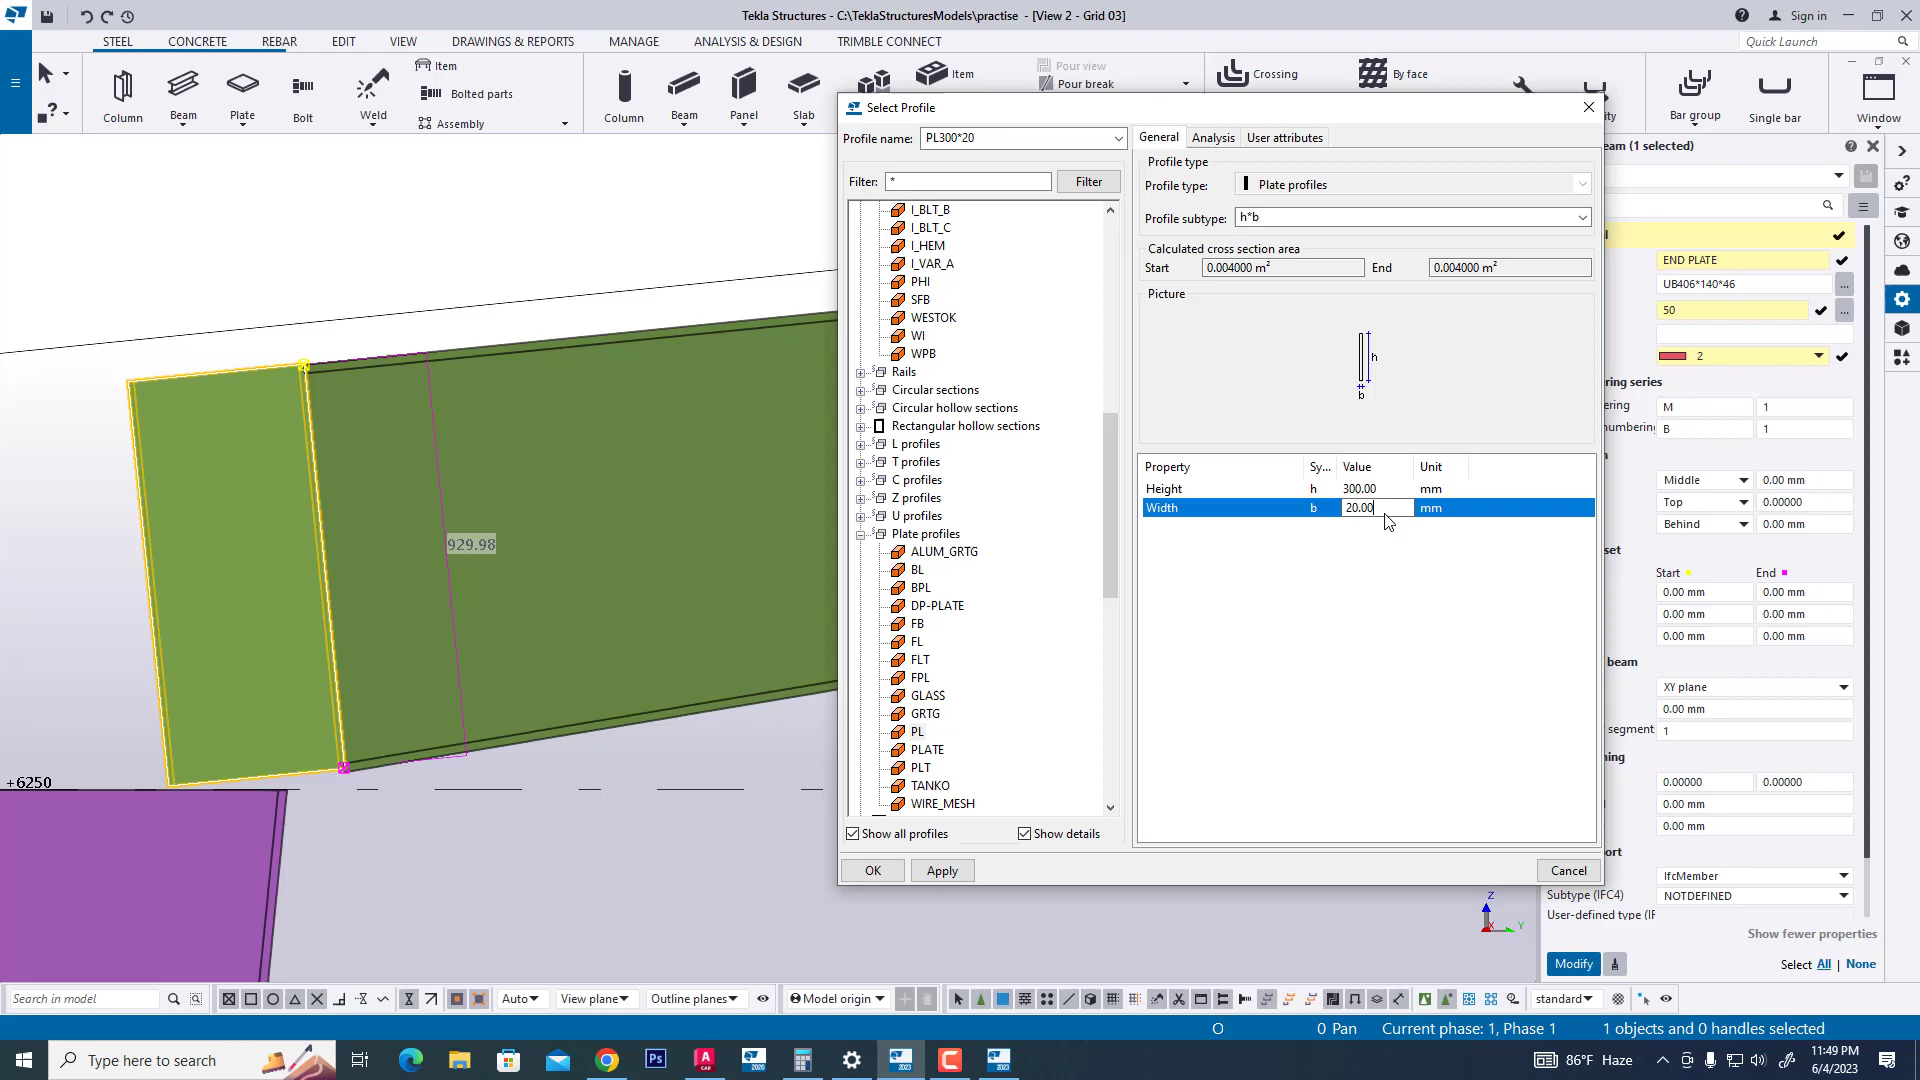 Tekla Structures - C:\TeklaStructuresModels\practise - [View 2 - Grid 03]
Sign in
STEEL CONCRETE REBAR EDIT VIEW DRAWINGS & REPORTS MANAGE ANALYSIS & DESIGN TRIMBLE CONNECT
Quick Launch
Column Beam Plate Bolt Weld
Item
Bolted parts
Assembly
Column Beam Panel Slab
Item
Pour view
Pour break
Crossing
By face
Bar group Single bar Window
Select Profile
Profile name: PL300*20
Filter: * Filter
I_BLT_B
I_BLT_C
I_HEM
I_VAR_A
PHI
SFB
WESTOK
WI
WPB
Rails
Circular sections
Circular hollow sections
Rectangular hollow sections
L profiles
T profiles
C profiles
Z profiles
U profiles
Plate profiles
ALUM_GRTG
BL
BPL
DP-PLATE
FB
FL
FLT
FPL
GLASS
GRTG
PL
PLATE
PLT
TANKO
WIRE_MESH
Show all profiles Show details
OK Apply Cancel
General Analysis User attributes
Profile type
Profile type: Plate profiles
Profile subtype: h*b
Calculated cross section area
Start 0.004000 m² End 0.004000 m²
Picture
h
b
Property Sy... Value Unit
Height h 300.00 mm
Width b 20.00 mm
eam (1 selected)
END PLATE
UB406*140*46
...
50
...
2
ring series
ering M 1
numbering B 1
Middle 0.00 mm
Top 0.00000
Behind 0.00 mm
set
Start End
0.00 mm 0.00 mm
0.00 mm 0.00 mm
0.00 mm 0.00 mm
beam
XY plane
0.00 mm
segment 1
ning
0.00000 0.00000
0.00 mm
0.00 mm
ort
IfcMember
Subtype (IFC4) NOTDEFINED
User-defined type (IF
Show fewer properties
Modify Select All | None
929.98
+6250
Z
X
Y
Search in model
Auto View plane Outline planes Model origin standard
O 0 Pan Current phase: 1, Phase 1 1 objects and 0 handles selected
Type here to search
86°F Haze
11:49 PM
6/4/2023